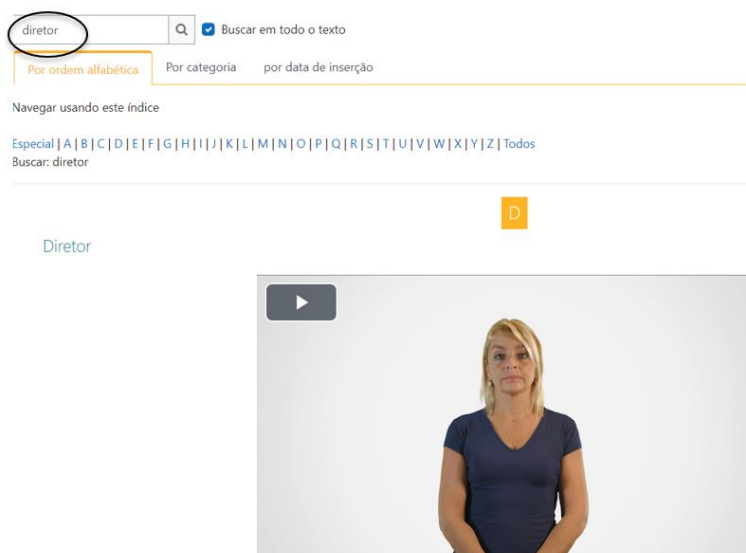 diretor
Buscar em todo o texto
Por ordem alfabética Por categoria por data de inserção
Navegar usando este índice
Especial | A | B | C | D | E | F | G | H | I | J | K | L | M | N | O | P | Q | R | S | T | U | V | W | X | Y | Z | Todos
Buscar: diretor
D
Diretor